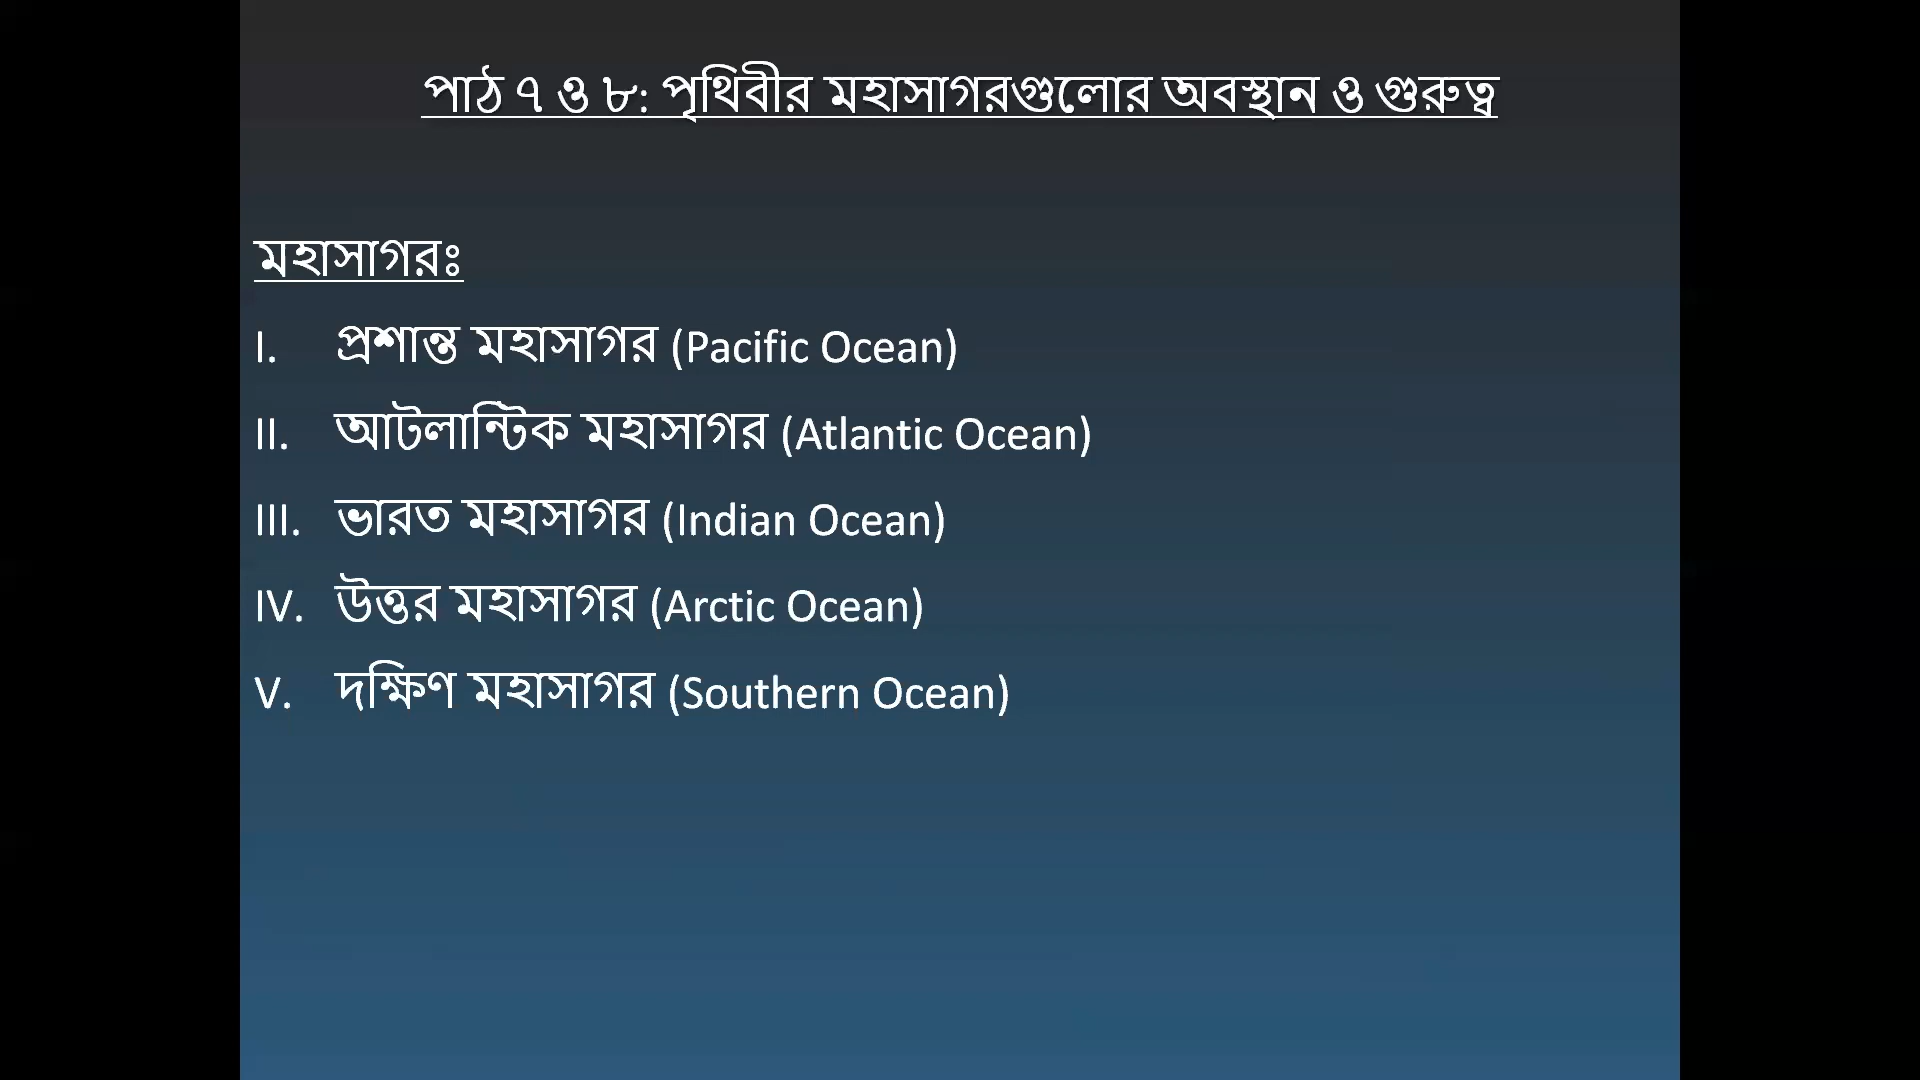 পাঠ ৭ ও ৮: পৃথিবীর মহাসাগরগুলোর অবস্থান ও গুরুত্ব
মহাসাগরঃ
I. প্রশান্ত মহাসাগর (Pacific Ocean)
II. আটলান্টিক মহাসাগর (Atlantic Ocean)
III. ভারত মহাসাগর (Indian Ocean)
IV. উত্তর মহাসাগর (Arctic Ocean)
V. দক্ষিণ মহাসাগর (Southern Ocean)